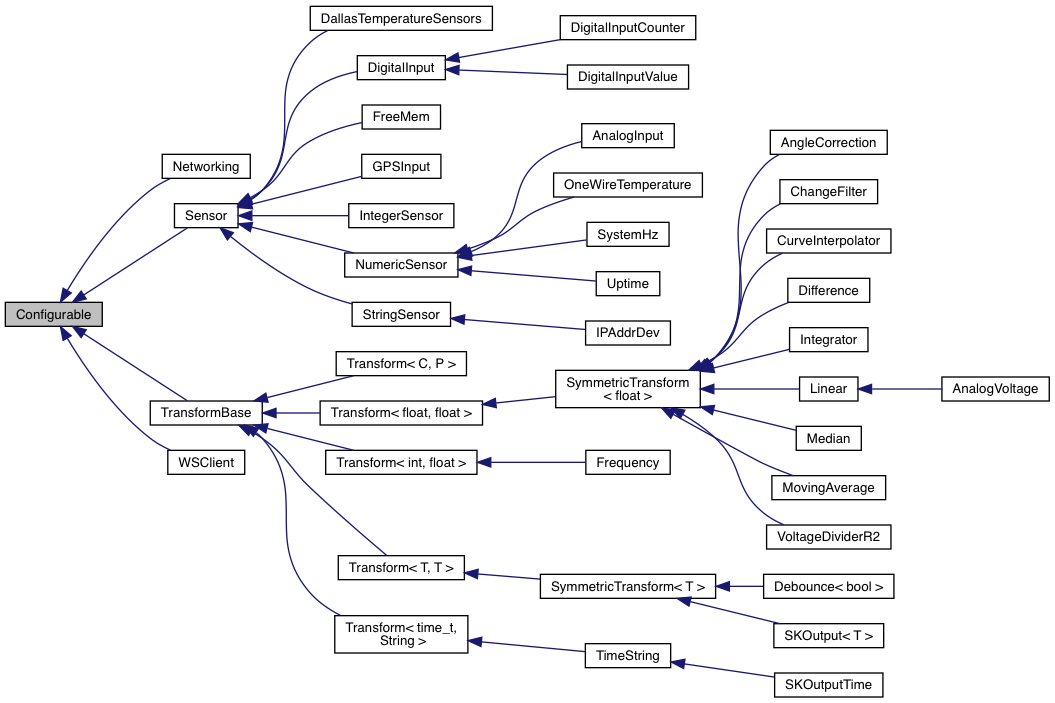 DallasTemperatureSensors
DigitalInputCounter
DigitalInput
DigitalInputValue
FreeMem
AnalogInput
AngleCorrection
Networking
GPSInput
OneWireTemperature
ChangeFilter
Sensor
IntegerSensor
SystemHz
CurveInterpolator
NumericSensor
Uptime
Difference
Configurable
StringSensor
IPAddrDev
Integrator
Transform< C, P >
SymmetricTransform
< float >
Linear
AnalogVoltage
TransformBase
Transform< float, float >
Median
WSClient
Transform< int, float >
Frequency
MovingAverage
VoltageDividerR2
Transform< T, T >
SymmetricTransform< T >
Debounce< bool >
Transform< time_t,
String >
SKOutput< T >
TimeString
SKOutputTime